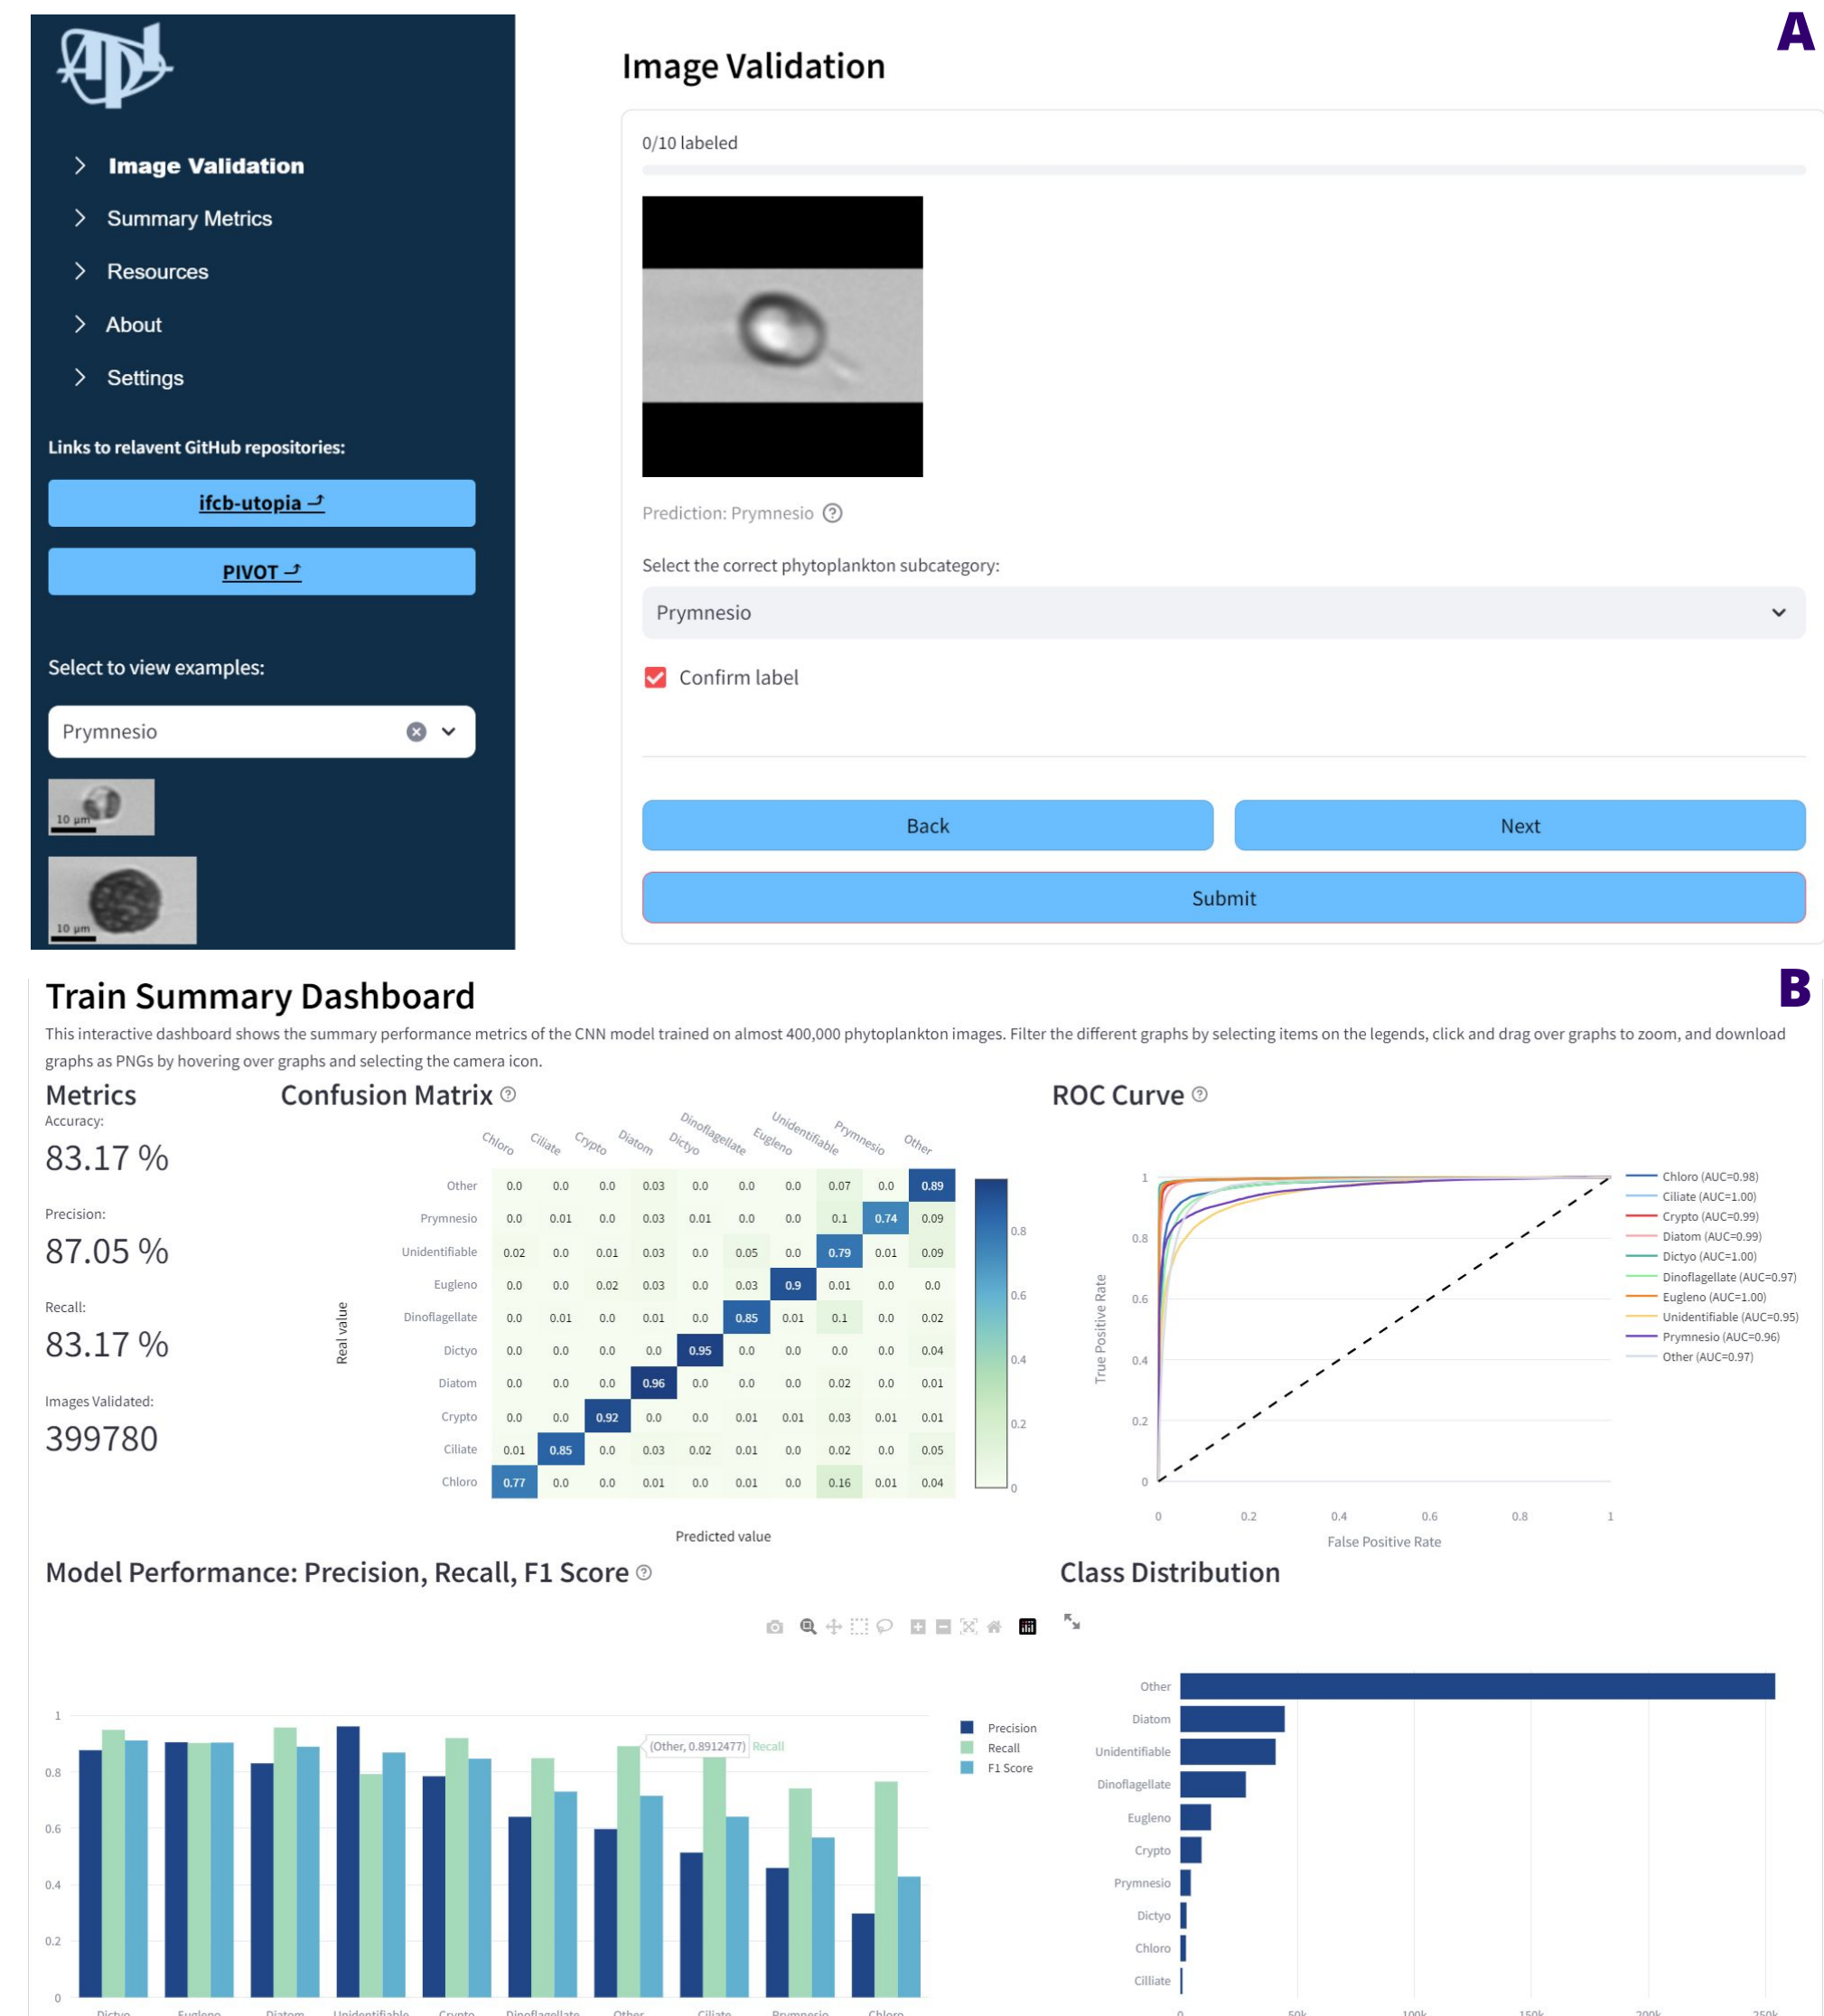 A
Image Validation
Summary Metrics
Resources
About
Settings
Links to relavent GitHub repositories:
ifcb-utopia
PIVOT
Select to view examples:
Prymnesio
10 µm
10 µm
Image Validation
0/10 labeled
Prediction: Prymnesio
Select the correct phytoplankton subcategory:
Prymnesio
Confirm label
Back Next
Submit
B
Train Summary Dashboard
This interactive dashboard shows the summary performance metrics of the CNN model trained on almost 400,000 phytoplankton images. Filter the different graphs by selecting items on the legends, click and drag over graphs to zoom, and download
graphs as PNGs by hovering over graphs and selecting the camera icon.
Metrics
Accuracy:
83.17 %
Precision:
87.05 %
Recall:
83.17 %
Images Validated:
399780
Confusion Matrix
Chloro Ciliate Crypto Diatom Dictyo Dinoflagellate Eugleno Unidentifiable Prymnesio Other
Other 0.0 0.0 0.0 0.03 0.0 0.0 0.0 0.07 0.0 0.89
Prymnesio 0.0 0.01 0.0 0.03 0.01 0.0 0.0 0.1 0.74 0.09
Unidentifiable 0.02 0.0 0.01 0.03 0.0 0.05 0.0 0.79 0.01 0.09
Eugleno 0.0 0.0 0.02 0.03 0.0 0.03 0.9 0.01 0.0 0.0
Dinoflagellate 0.0 0.01 0.0 0.01 0.0 0.85 0.01 0.1 0.0 0.02
Dictyo 0.0 0.0 0.0 0.0 0.95 0.0 0.0 0.0 0.0 0.04
Diatom 0.0 0.0 0.0 0.96 0.0 0.0 0.0 0.02 0.0 0.01
Crypto 0.0 0.0 0.92 0.0 0.0 0.01 0.01 0.03 0.01 0.01
Ciliate 0.01 0.85 0.0 0.03 0.02 0.01 0.0 0.02 0.0 0.05
Chloro 0.77 0.0 0.0 0.01 0.0 0.01 0.0 0.16 0.01 0.04
Real value
Predicted value
0.8
0.6
0.4
0.2
0
ROC Curve
1
0.8
0.6
0.4
0.2
0
True Positive Rate
0 0.2 0.4 0.6 0.8 1
False Positive Rate
Chloro (AUC=0.98)
Ciliate (AUC=1.00)
Crypto (AUC=0.99)
Diatom (AUC=0.99)
Dictyo (AUC=1.00)
Dinoflagellate (AUC=0.97)
Eugleno (AUC=1.00)
Unidentifiable (AUC=0.95)
Prymnesio (AUC=0.96)
Other (AUC=0.97)
Model Performance: Precision, Recall, F1 Score
1
0.8
0.6
0.4
0.2
0
(Other, 0.8912477) Recall
Precision
Recall
F1 Score
Dictyo Eugleno Diatom Unidentifiable Crypto Dinoflagellate Other Ciliate Prymnesio Chloro
Class Distribution
Other
Diatom
Unidentifiable
Dinoflagellate
Eugleno
Crypto
Prymnesio
Dictyo
Chloro
Cilliate
0 50k 100k 150k 200k 250k